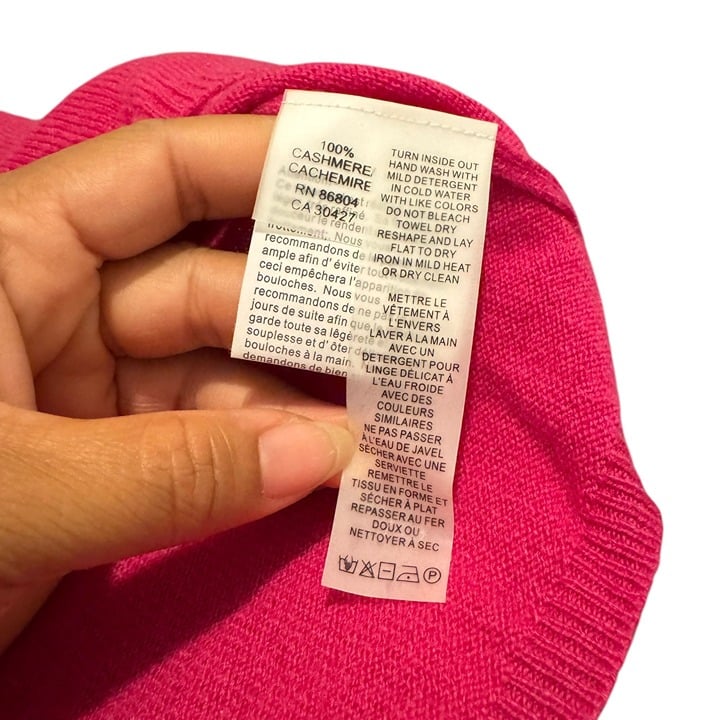 100%
CASHMERE/
CACHEMIRE
RN 86804
CA 30427
TURN INSIDE OUT
HAND WASH WITH
MILD DETERGENT
IN COLD WATER
WITH LIKE COLORS
DO NOT BLEACH
TOWEL DRY
RESHAPE AND LAY
FLAT TO DRY
IRON IN MILD HEAT
OR DRY CLEAN
METTRE LE
VÊTEMENT À
L'ENVERS
LAVER À LA MAIN
AVEC UN
DETERGENT POUR
LINGE DÉLICAT À
L'EAU FROIDE
AVEC DES
COULEURS
SIMILAIRES
NE PAS PASSER
À L'EAU DE JAVEL
SÉCHER AVEC UNE
SERVIETTE
REMETTRE LE
TISSU EN FORME ET
SÉCHER À PLAT
REPASSER AU FER
DOUX OU
NETTOYER À SEC
P
frottement; Nous
recommandons de
ample afin d'éviter
ceci empêchera l'apparition
bouloches. Nous vous
recommandons de ne pas
jours de suite afin que
garde toute sa légèreté
souplesse et d'ôter
bouloches à la main.
demandons de bien